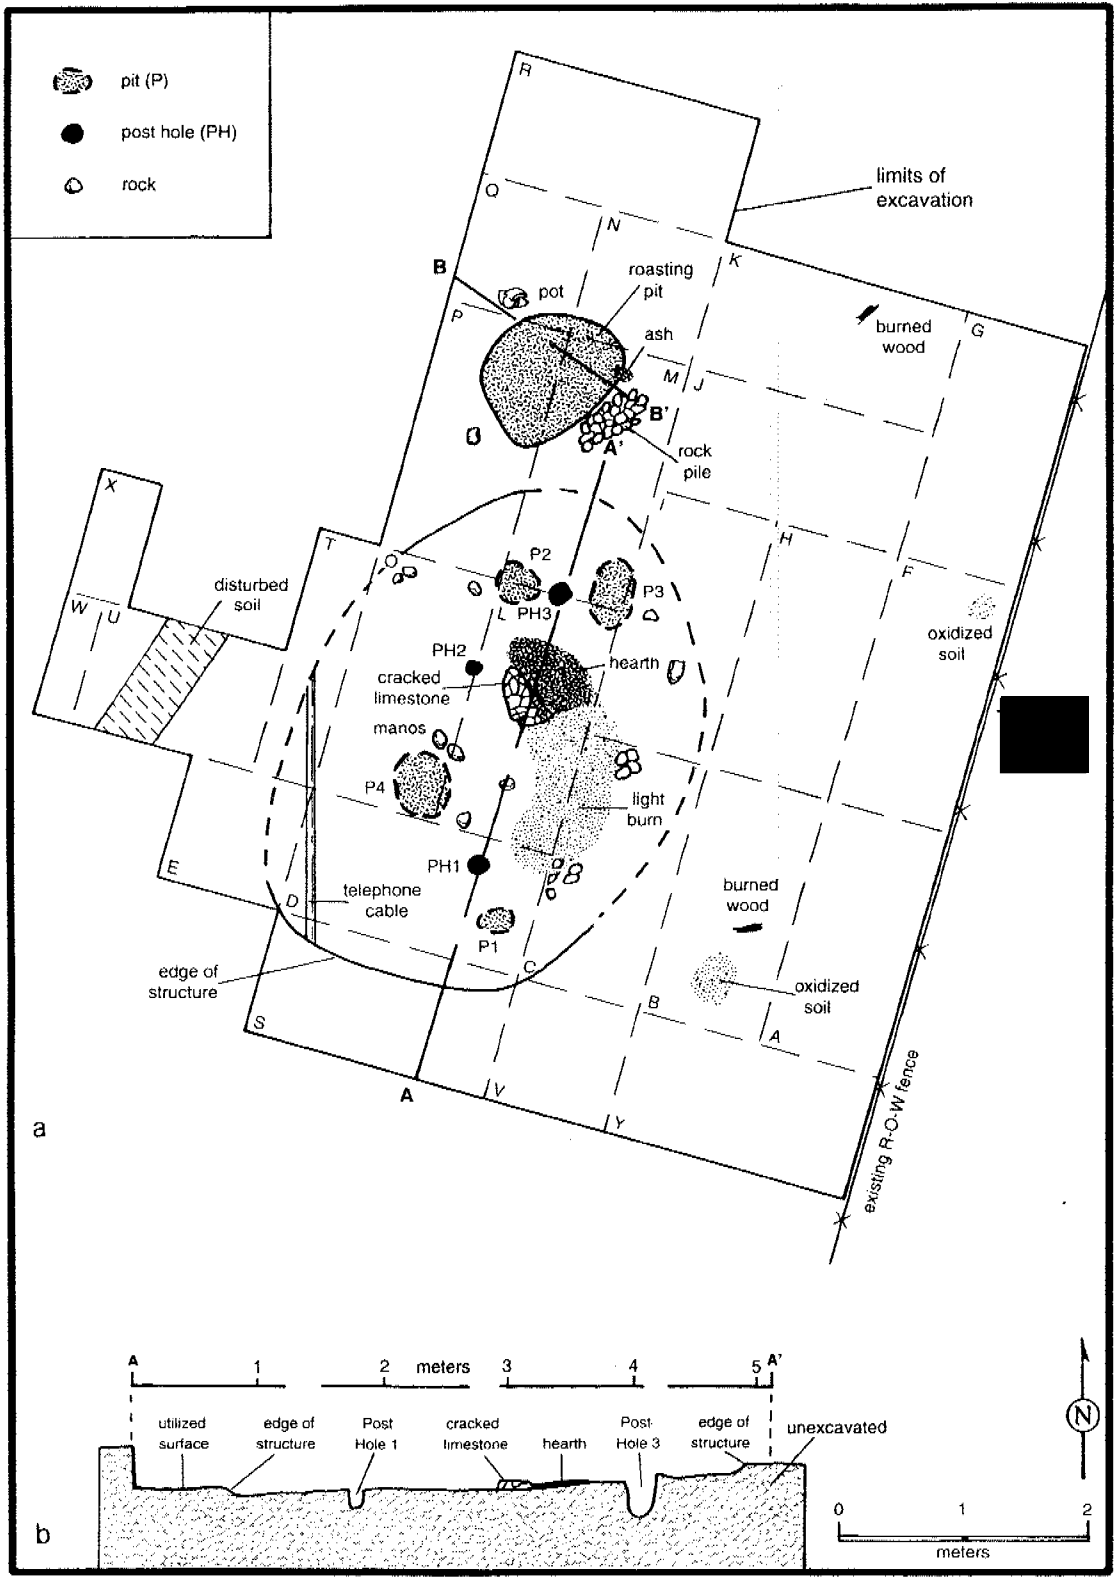 pit (P)
post hole (PH)
rock
R
limits of
excavation
Q
N
K
B
roasting
pit
pot
P
ash
burned
wood
G
M
J
B'
A'
rock
pile
X
T
H
O
P2
disturbed
soil
F
W
U
L
PH3
P3
oxidized
soil
PH2
hearth
cracked
limestone
manos
P4
light
burn
E
PH1
burned
wood
D
telephone
cable
P1
C
edge of
structure
oxidized
soil
B
S
A
V
A
Y
existing R-O-W fence
a
A
1
2
meters
3
4
5
A'
utilized
surface
edge of
structure
Post
Hole 1
cracked
limestone
hearth
Post
Hole 3
edge of
structure
unexcavated
N
b
0
1
2
meters